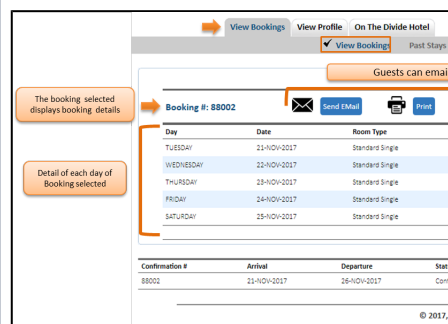 View Bookings View Profile On The Divide Hotel
View Bookings Past Stays
Guests can email
The booking selected
displays booking details
Booking #: 88002 Send EMail Print
Day Date Room Type
TUESDAY 21-NOV-2017 Standard Single
Detail of each day of
Booking selected
WEDNESDAY 22-NOV-2017 Standard Single
THURSDAY 23-NOV-2017 Standard Single
FRIDAY 24-NOV-2017 Standard Single
SATURDAY 25-NOV-2017 Standard Single
Confirmation # Arrival Departure
88002 21-NOV-2017 26-NOV-2017
© 2017,